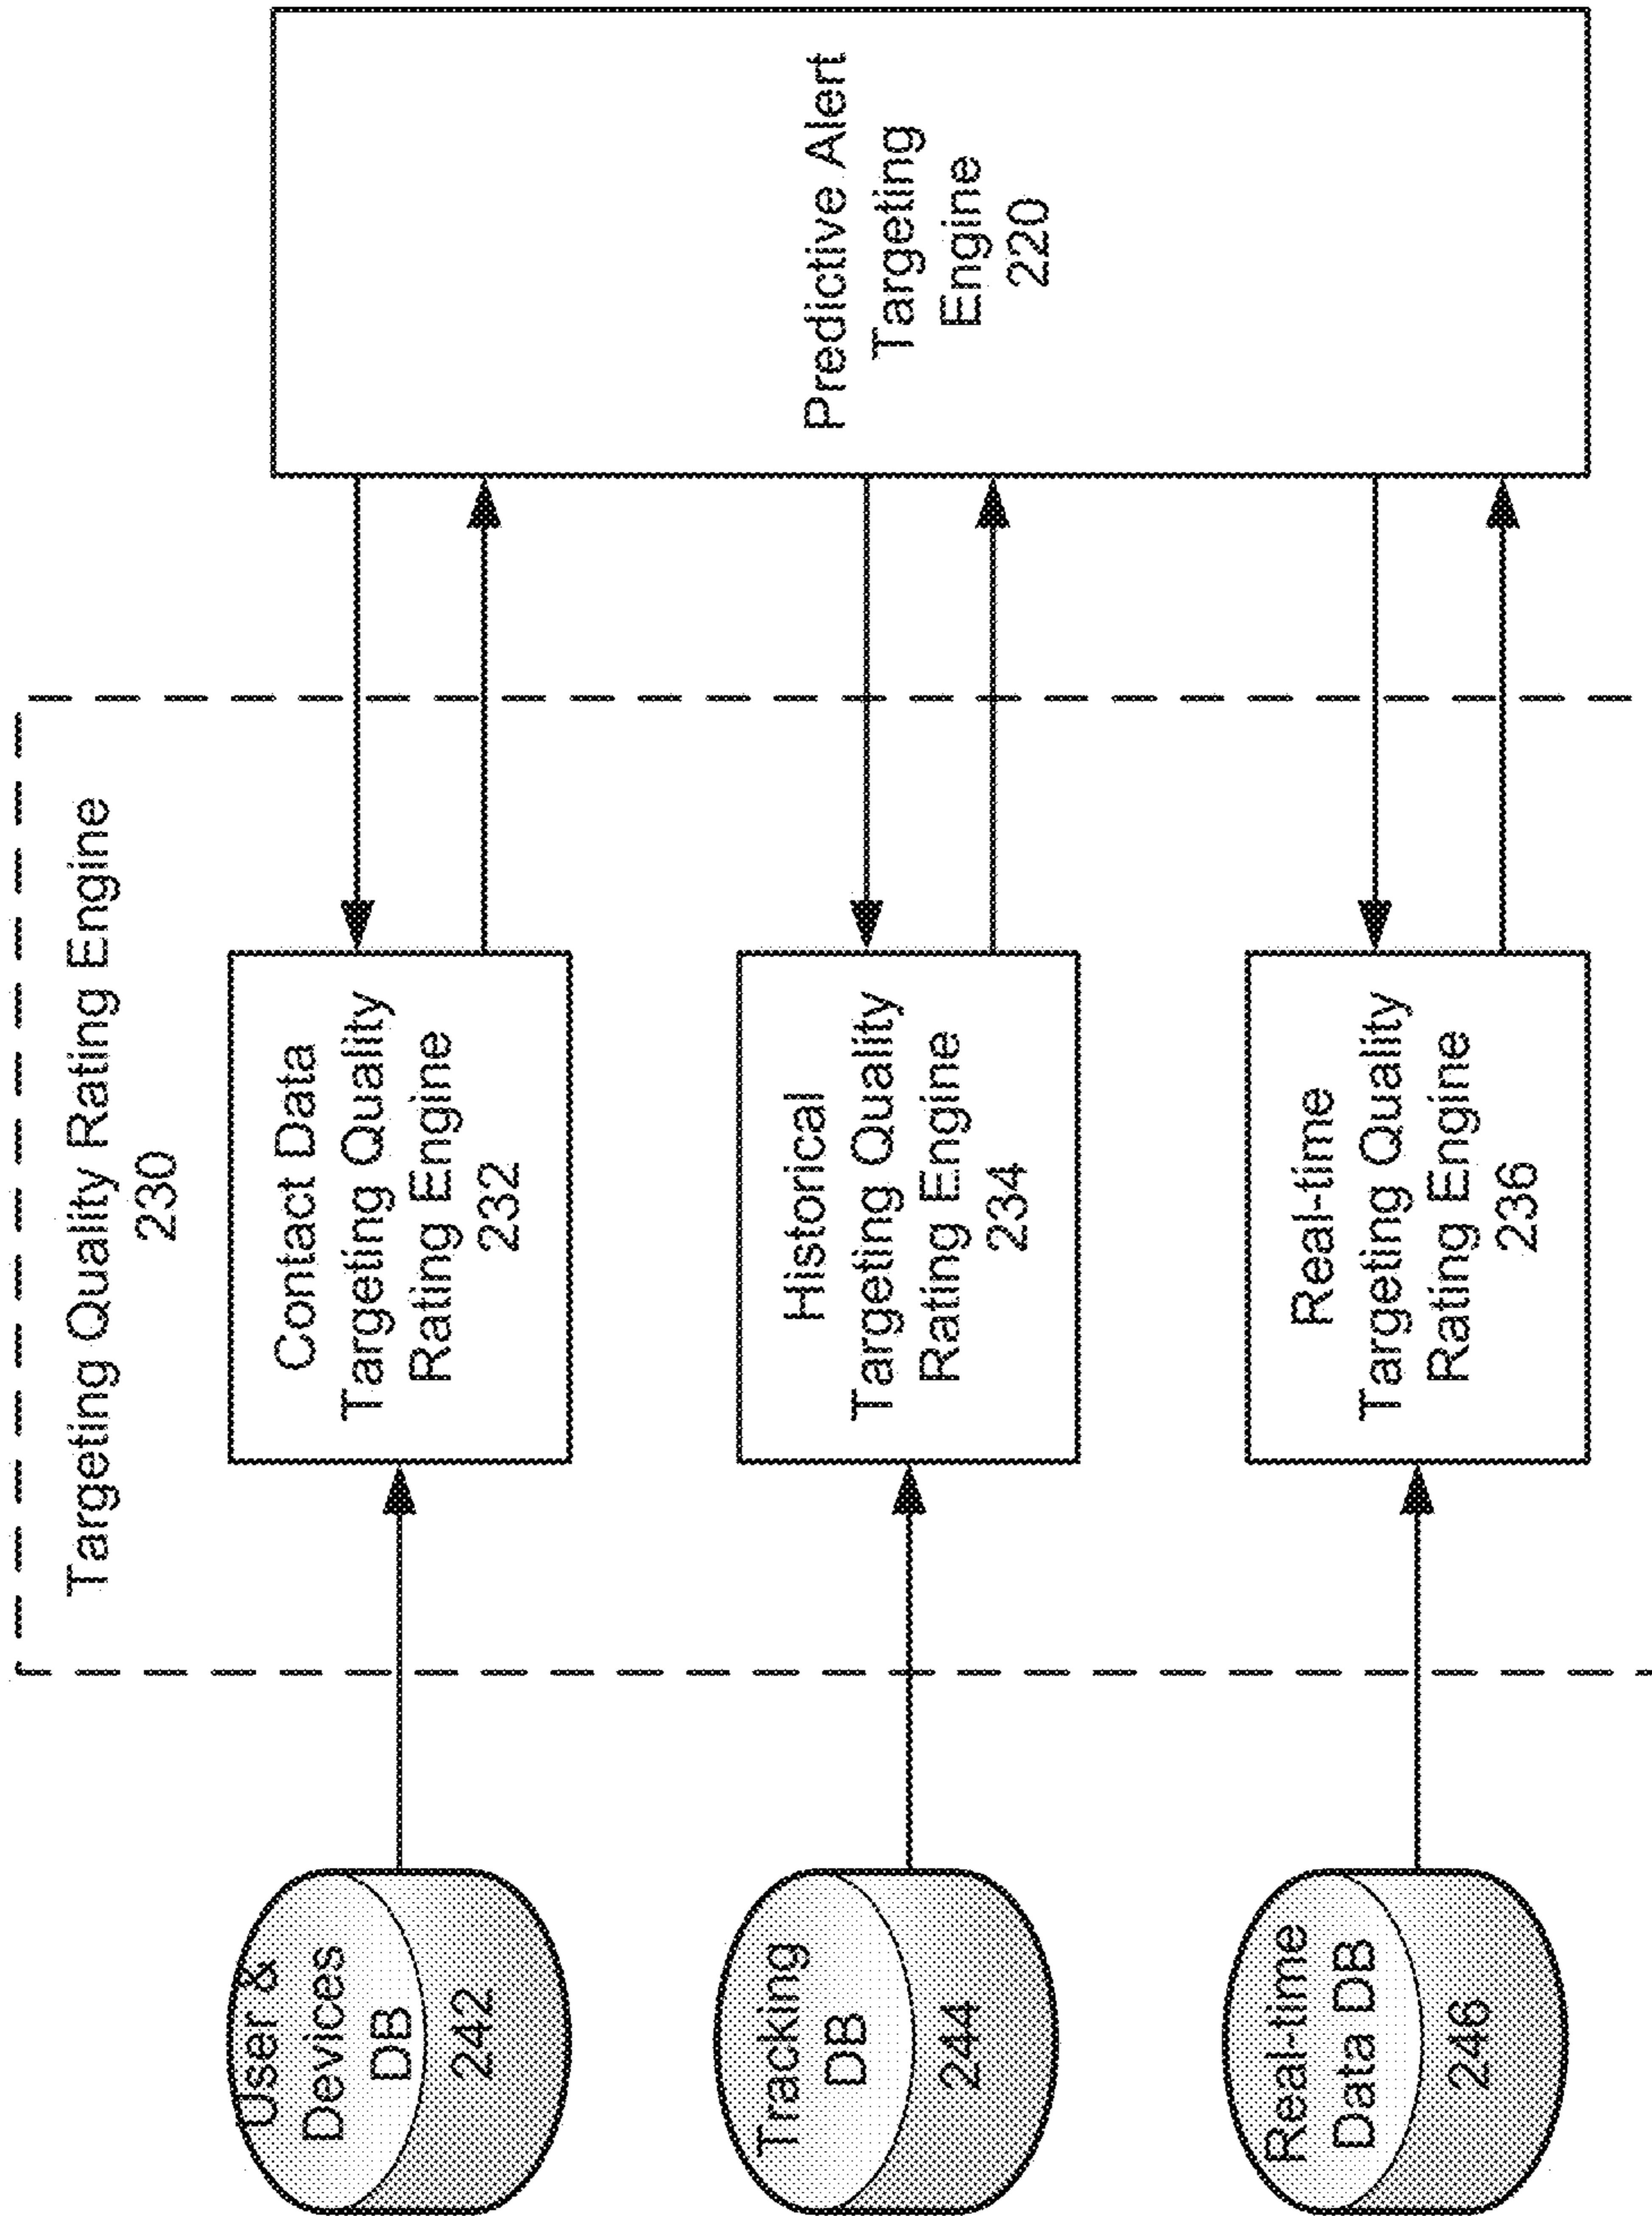 Targeting Quality Rating Engine
230
User &
Devices
DB
242
Contact Data
Targeting Quality
Rating Engine
232
Predictive Alert
Targeting
Engine
220
Tracking
DB
244
Historical
Targeting Quality
Rating Engine
234
Real-time
Data DB
246
Real-time
Targeting Quality
Rating Engine
236